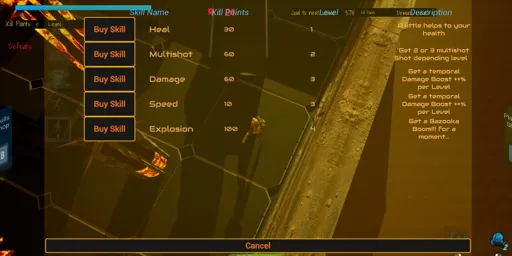 Skill Name Kill Points Level Description
Kill Points
Defeats
Buy Skill Heal 30 1 A little helps to your
health
Buy Skill Multishot 60 2 Get 2 or 3 multishot
Shot depending level
Buy Skill Damage 60 3 Get a temporal
Damage Boost ++%
per Level
Buy Skill Speed 10 3 Get a temporal
Damage Boost ++%
per Level
Buy Skill Explosion 100 4 Get a Bazooka
Boom!!! For a
moment..
Cancel